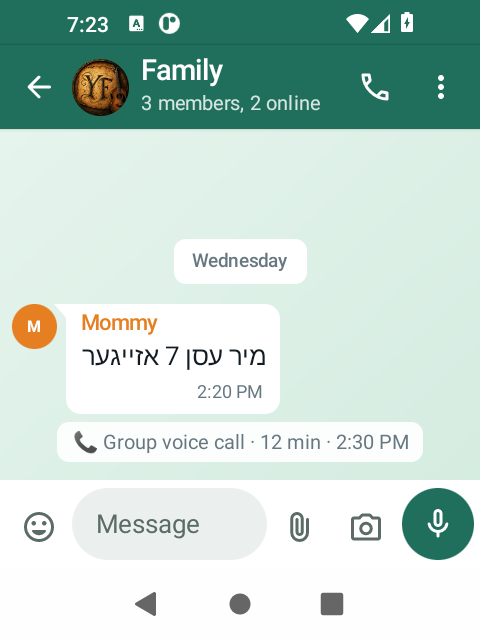 7:23
A
YF
Family
3 members, 2 online
Wednesday
M
Mommy
מיר עסן 7 אזייגער
2:20 PM
Group voice call · 12 min · 2:30 PM
Message